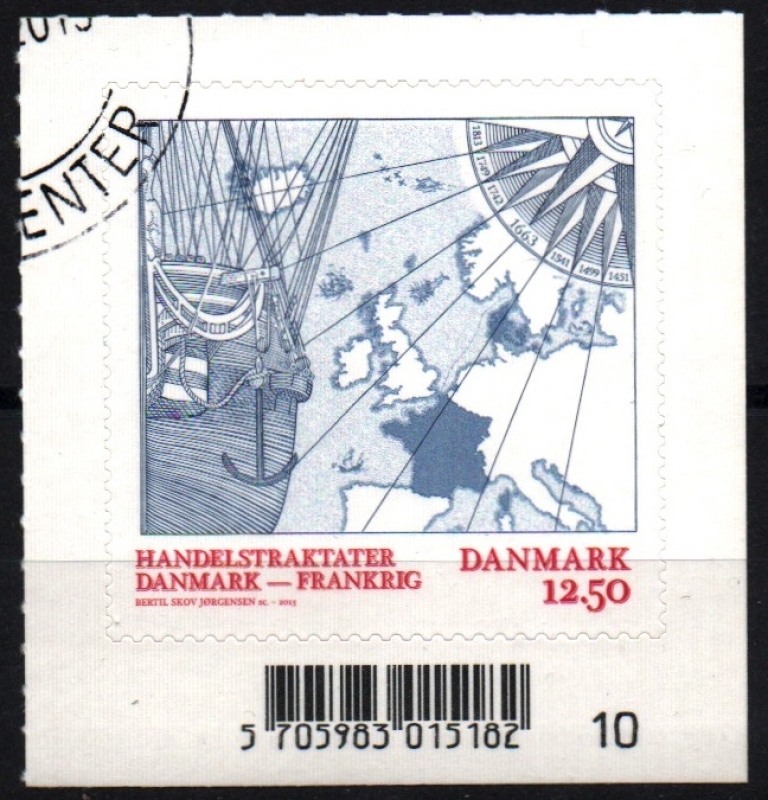 2013
ENTER
1813
1749
1742
1663
1541
1499
1451
HANDELSTRAKTATER
DANMARK — FRANKRIG
BERTIL SKOV JØRGENSEN sc. - 2013
DANMARK
12.50
5 705983 015182
10